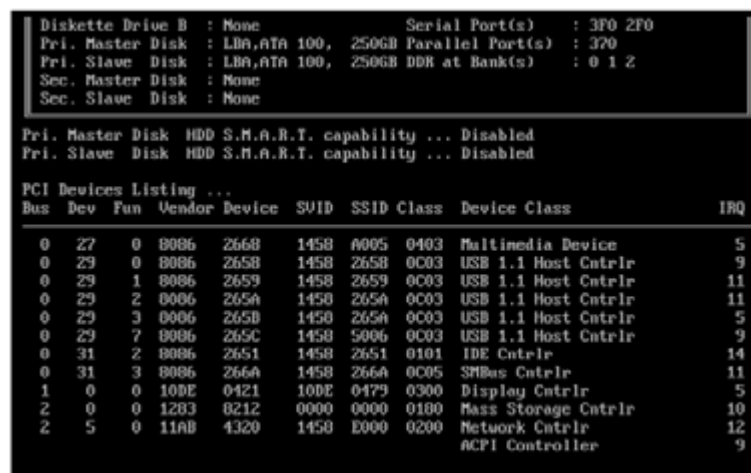 Diskette Drive B : None Serial Port(s) : 3F0 2F0
Pri. Master Disk : LBA,ATA 100, 250GB Parallel Port(s) : 370
Pri. Slave Disk : LBA,ATA 100, 250GB DDR at Bank(s) : 0 1 2
Sec. Master Disk : None
Sec. Slave Disk : None
Pri. Master Disk HDD S.M.A.R.T. capability ... Disabled
Pri. Slave Disk HDD S.M.A.R.T. capability ... Disabled
PCI Devices Listing ...
Bus Dev Fun Vendor Device SVID SSID Class Device Class IRQ
0 27 0 8086 2668 1458 A005 0403 Multimedia Device 5
0 29 0 8086 2658 1458 2658 0C03 USB 1.1 Host Cntrlr 9
0 29 1 8086 2659 1458 2659 0C03 USB 1.1 Host Cntrlr 11
0 29 2 8086 265A 1458 265A 0C03 USB 1.1 Host Cntrlr 11
0 29 3 8086 265B 1458 265A 0C03 USB 1.1 Host Cntrlr 5
0 29 7 8086 265C 1458 5006 0C03 USB 1.1 Host Cntrlr 9
0 31 2 8086 2651 1458 2651 0101 IDE Cntrlr 14
0 31 3 8086 266A 1458 266A 0C05 SMBus Cntrlr 11
1 0 0 10DE 0421 10DE 0479 0300 Display Cntrlr 5
2 0 0 1283 8212 0000 0000 0180 Mass Storage Cntrlr 10
2 5 0 11AB 4320 1458 E000 0200 Network Cntrlr 12
ACPI Controller 9